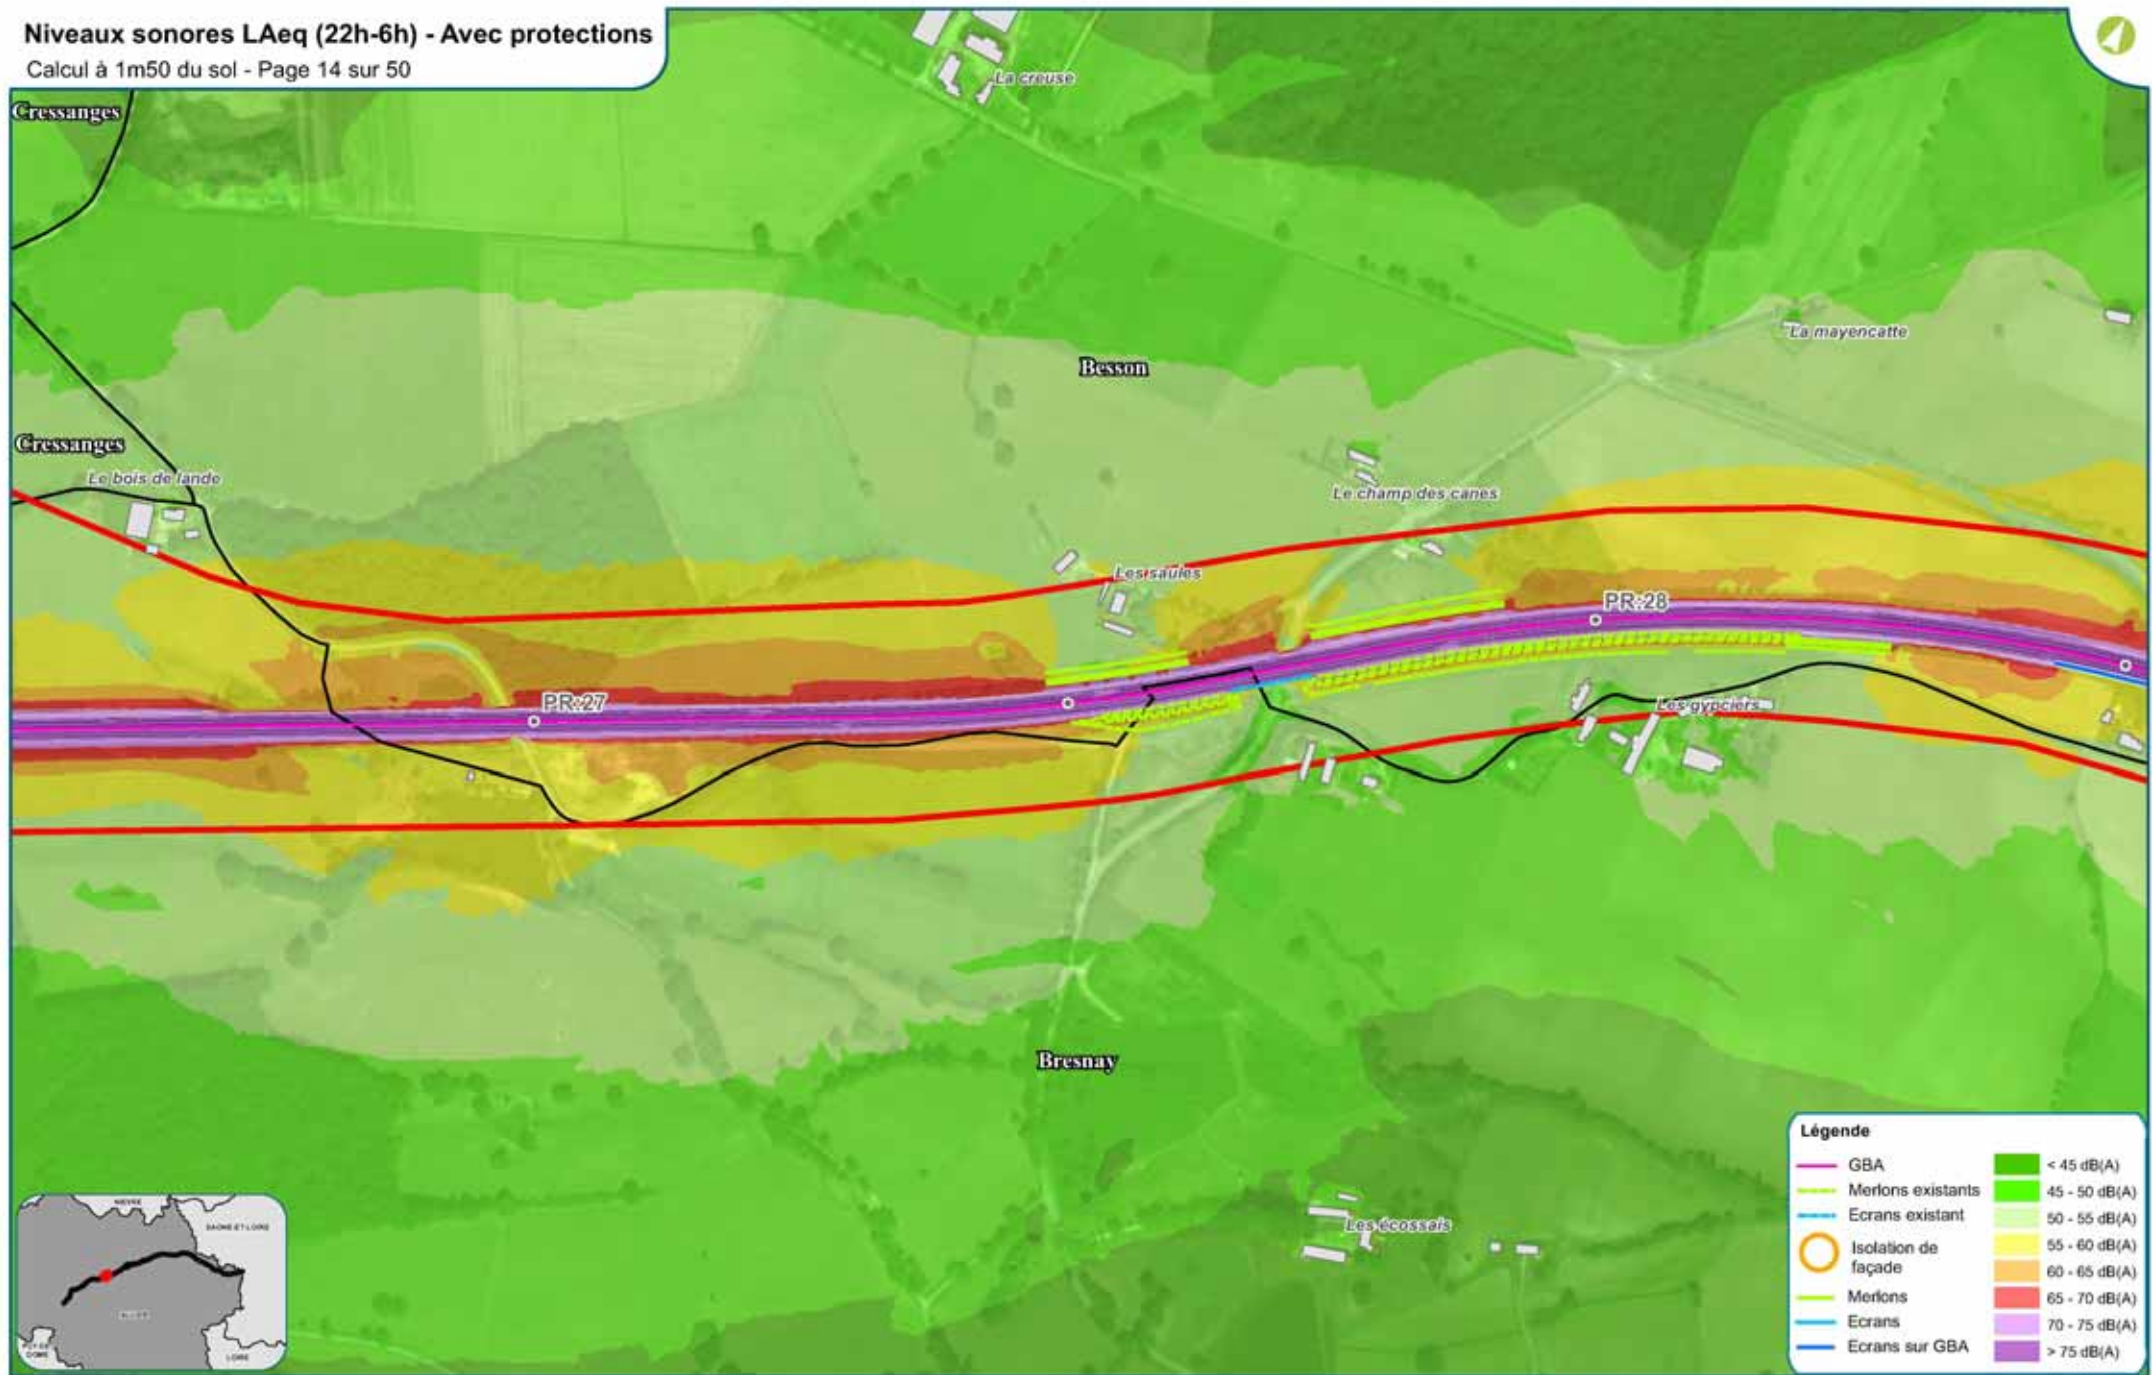 Niveaux sonores LAeq (22h-6h) - Avec protections
Calcul à 1m50 du sol - Page 14 sur 50
La creuse
Cressanges
La mayencatte
Besson
Cressanges
Le bois de lande
Le champ des canes
Les saules
PR:28
PR:27
Les gypciers
Bresnay
Les écossais
Légende
GBA
Merlons existants
Ecrans existant
Isolation de
façade
Merlons
Ecrans
Ecrans sur GBA
< 45 dB(A)
45 - 50 dB(A)
50 - 55 dB(A)
55 - 60 dB(A)
60 - 65 dB(A)
65 - 70 dB(A)
70 - 75 dB(A)
> 75 dB(A)
NIEVRE
SAONE-ET-LOIRE
ALLIER
PUY-DE-
DOME
LOIRE